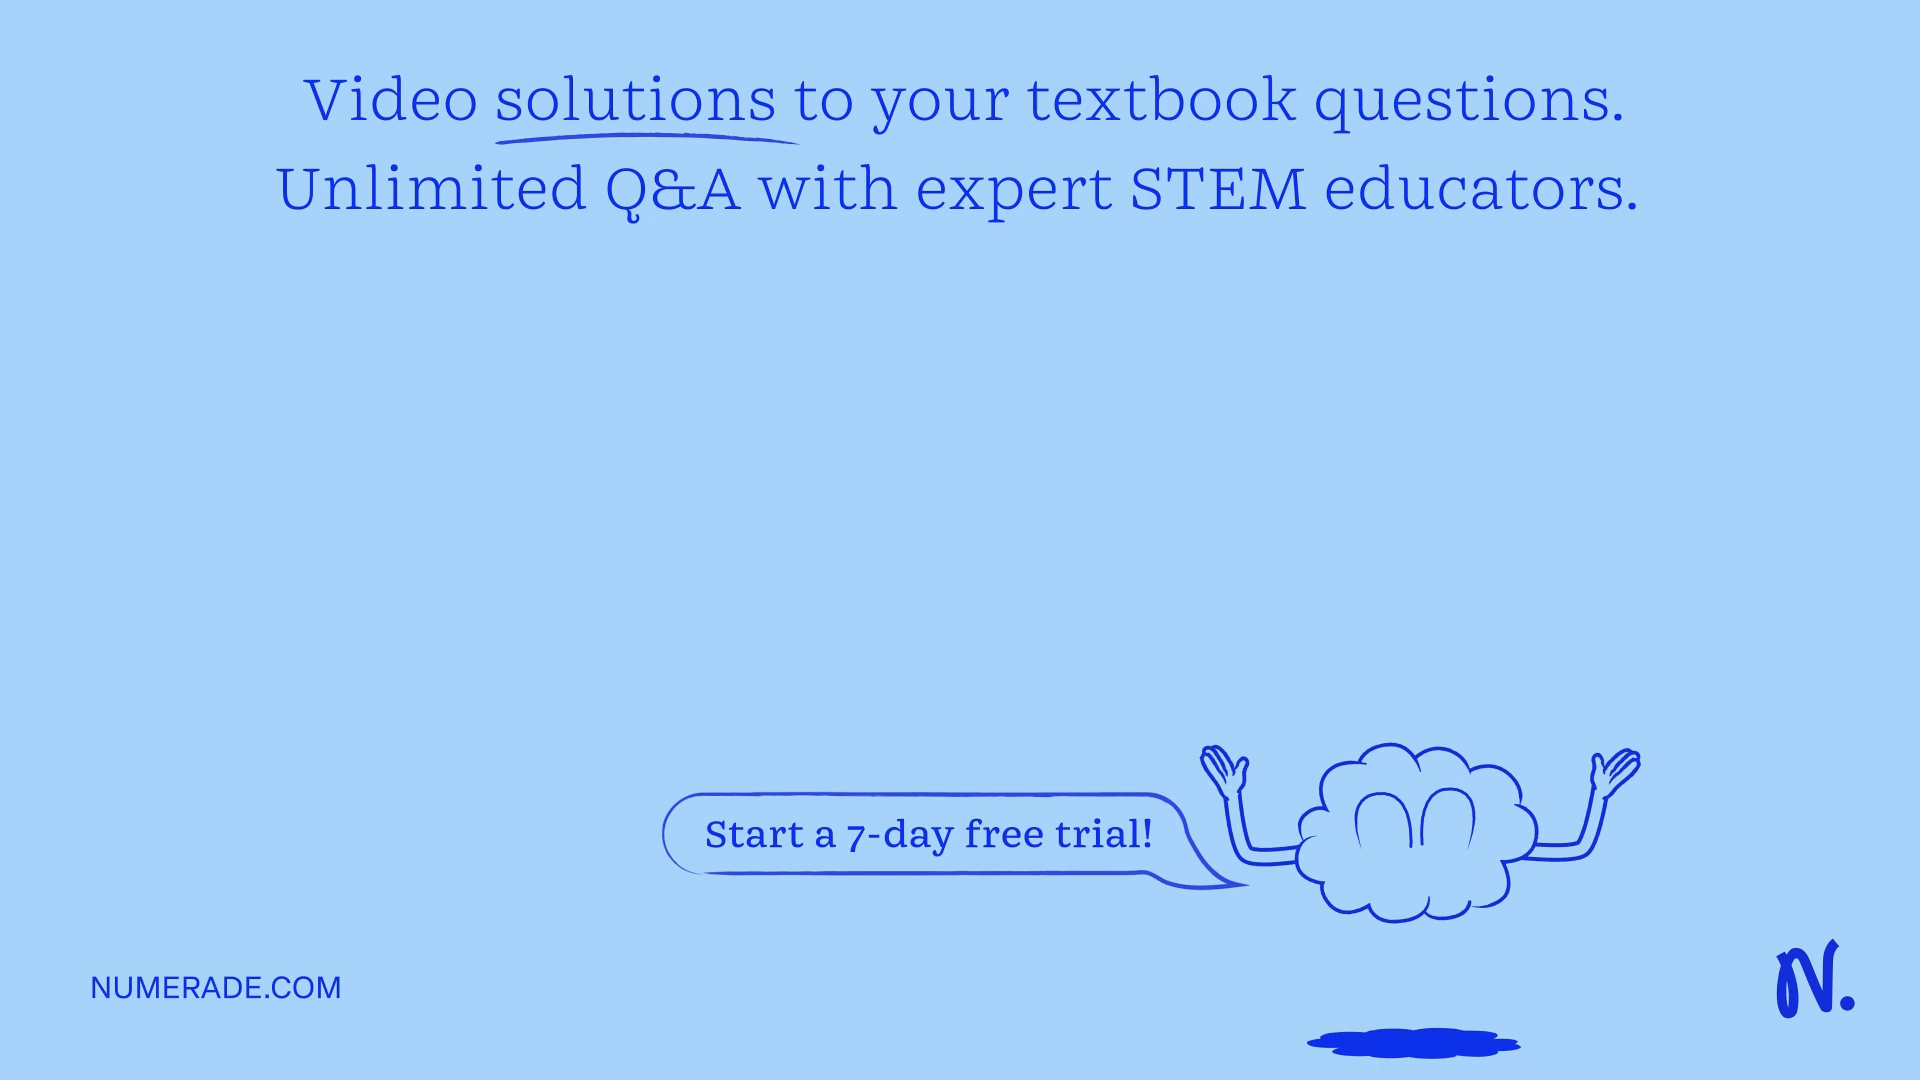 Video solutions to your textbook questions.
Unlimited Q&A with expert STEM educators.
Start a 7-day free trial!
NUMERADE.COM
N.